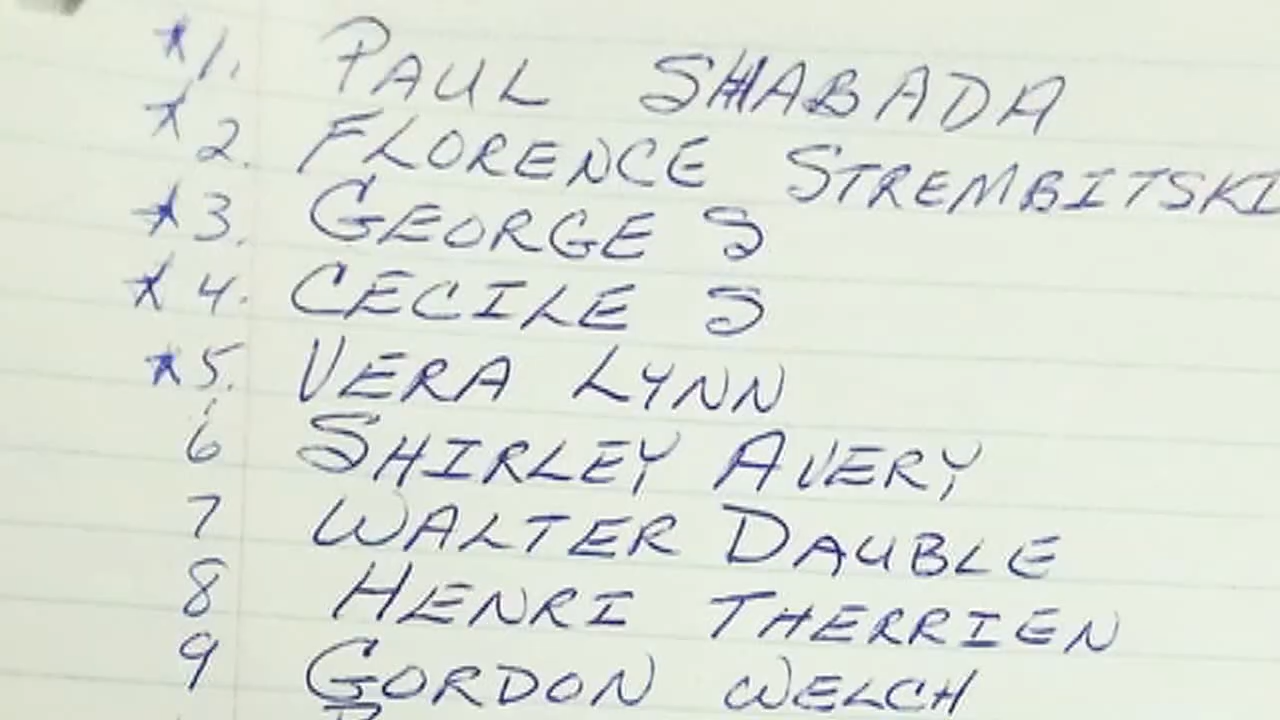 *1. PAUL SHABADA
*2. FLORENCE STREMBITSKI
*3. GEORGE S
*4. CECILE S
*5. VERA LYNN
6 SHIRLEY AVERY
7 WALTER DAUBLE
8 HENRI THERRIEN
9 GORDON WELCH